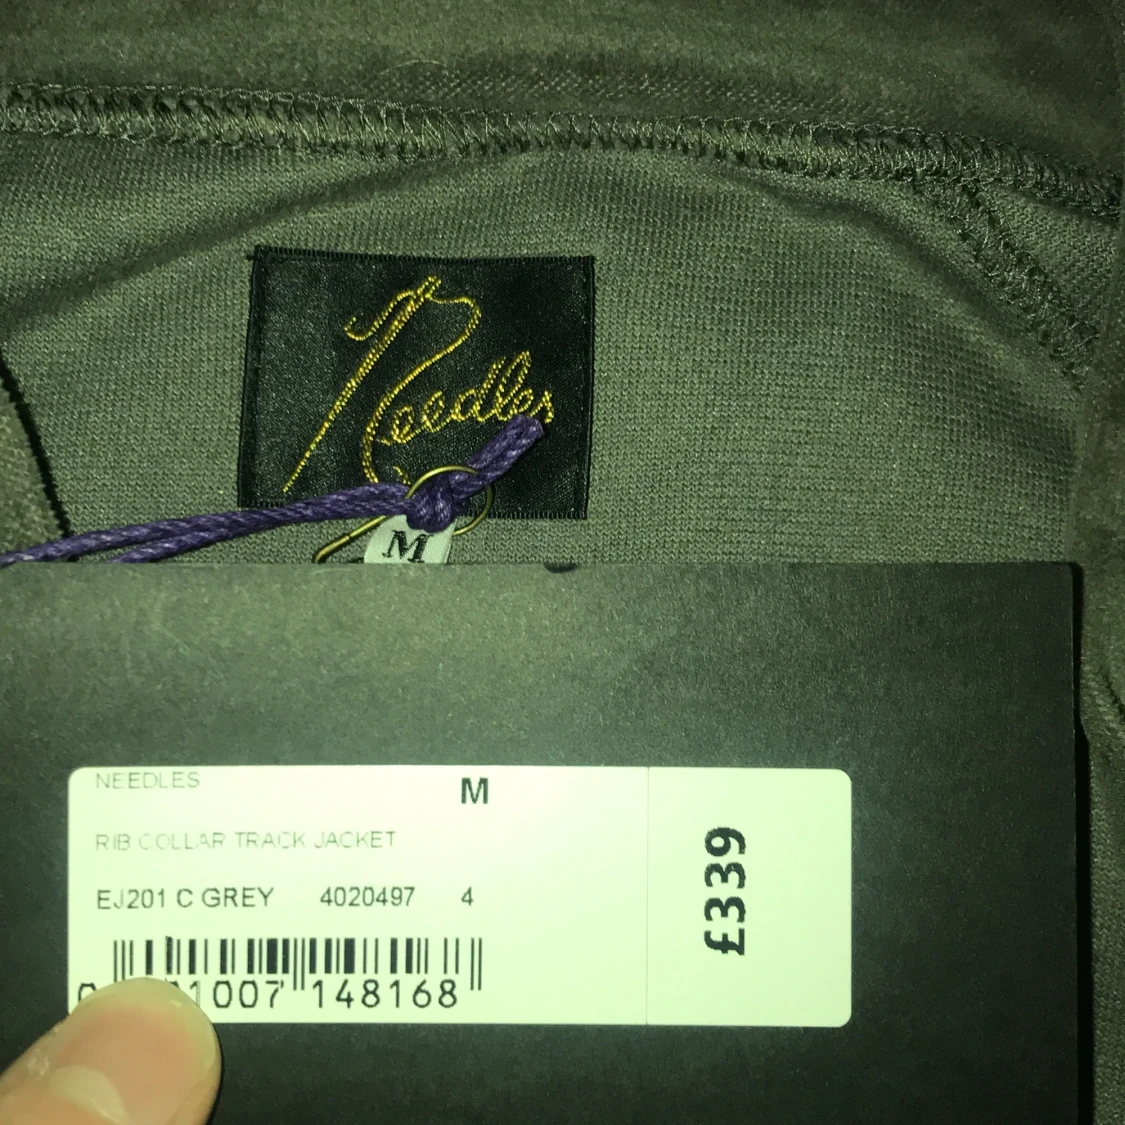 Needles
M
NEEDLES M
RIB COLLAR TRACK JACKET
EJ201 C GREY 4020497 4
1007 148168
£339